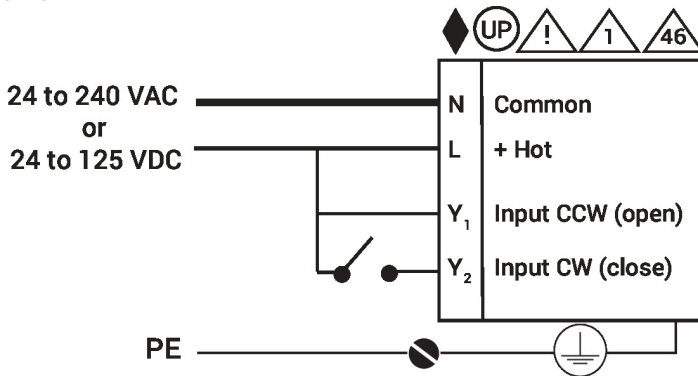 UP ! 1 46
24 to 240 VAC
or
24 to 125 VDC
N Common
L + Hot
Y₁ Input CCW (open)
Y₂ Input CW (close)
PE